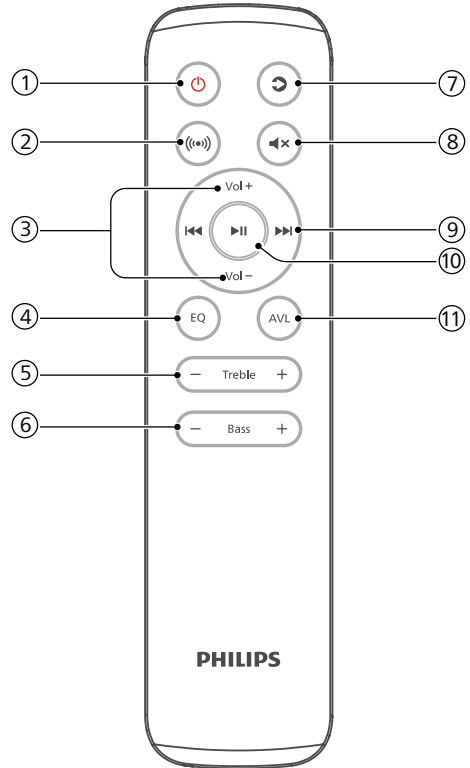 ① ⑦
② ⑧
Vol +
③ ⑨
⑩
Vol −
④ EQ AVL ⑪
⑤ − Treble +
⑥ − Bass +
PHILIPS